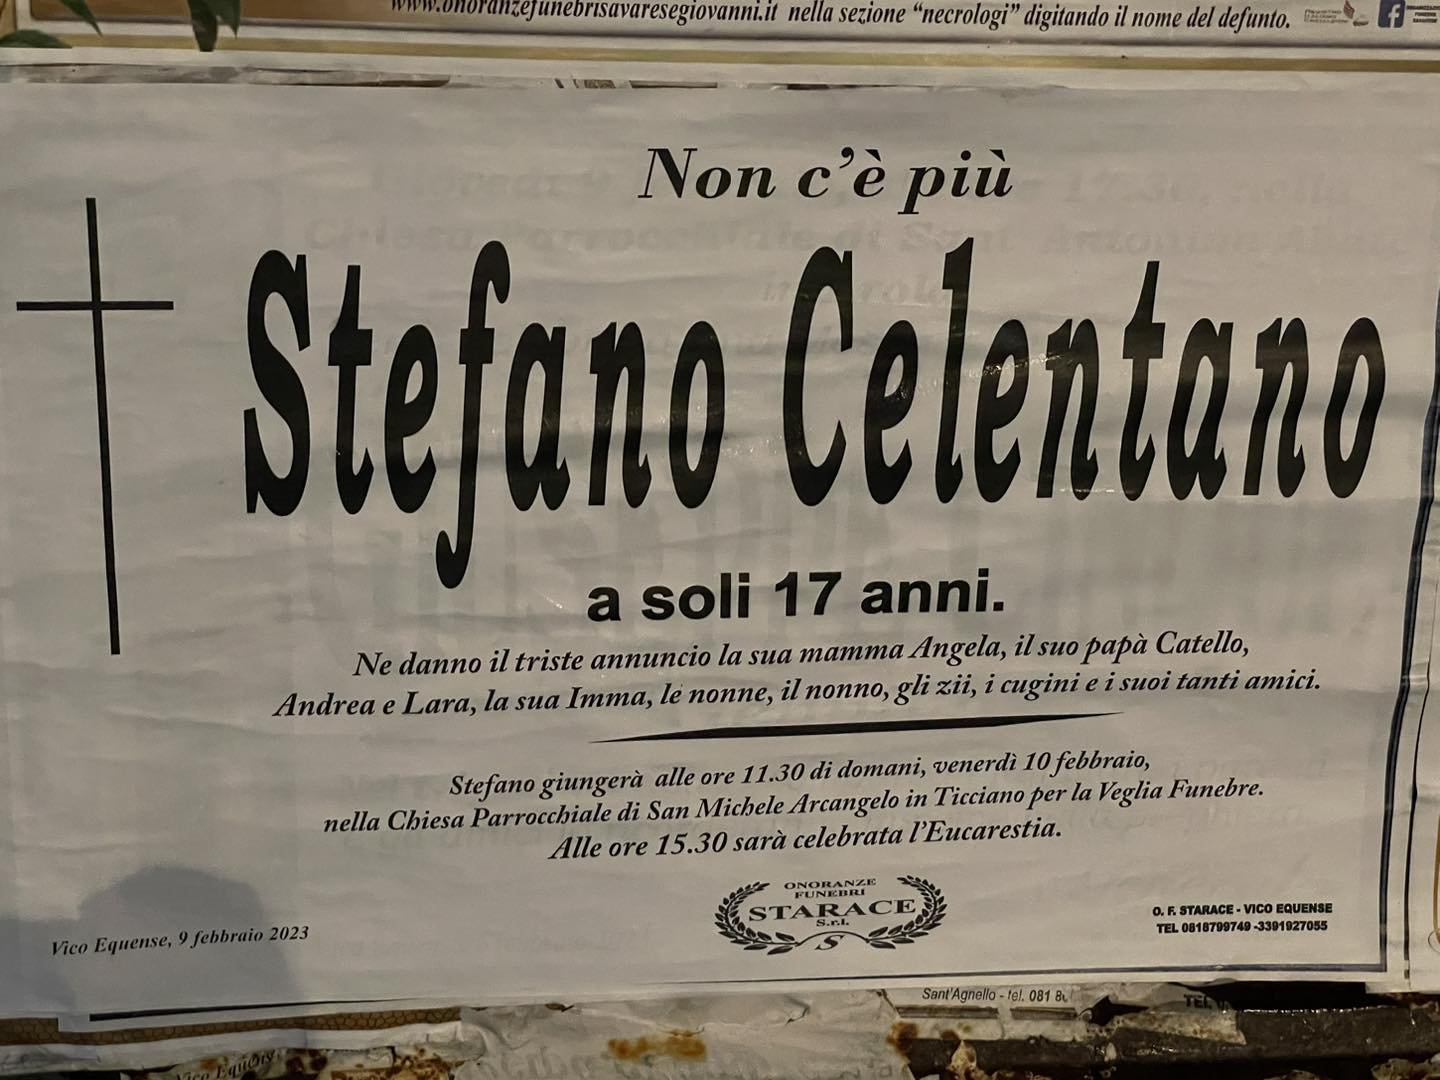 www.onoranzefunebrisavaresegiovanni.it nella sezione “necrologi” digitando il nome del defunto.
Non c’è più
Stefano Celentano
a soli 17 anni.
Ne danno il triste annuncio la sua mamma Angela, il suo papà Catello,
Andrea e Lara, la sua Imma, le nonne, il nonno, gli zii, i cugini e i suoi tanti amici.
Stefano giungerà alle ore 11.30 di domani, venerdì 10 febbraio,
nella Chiesa Parrocchiale di San Michele Arcangelo in Ticciano per la Veglia Funebre.
Alle ore 15.30 sarà celebrata l’Eucarestia.
ONORANZE
FUNEBRI
STARACE
S.r.l.
S
O. F. STARACE - VICO EQUENSE
TEL 0818799749 -3391927055
Vico Equense, 9 febbraio 2023
Sant’Agnello - tel. 081
TEL
Vico Equense